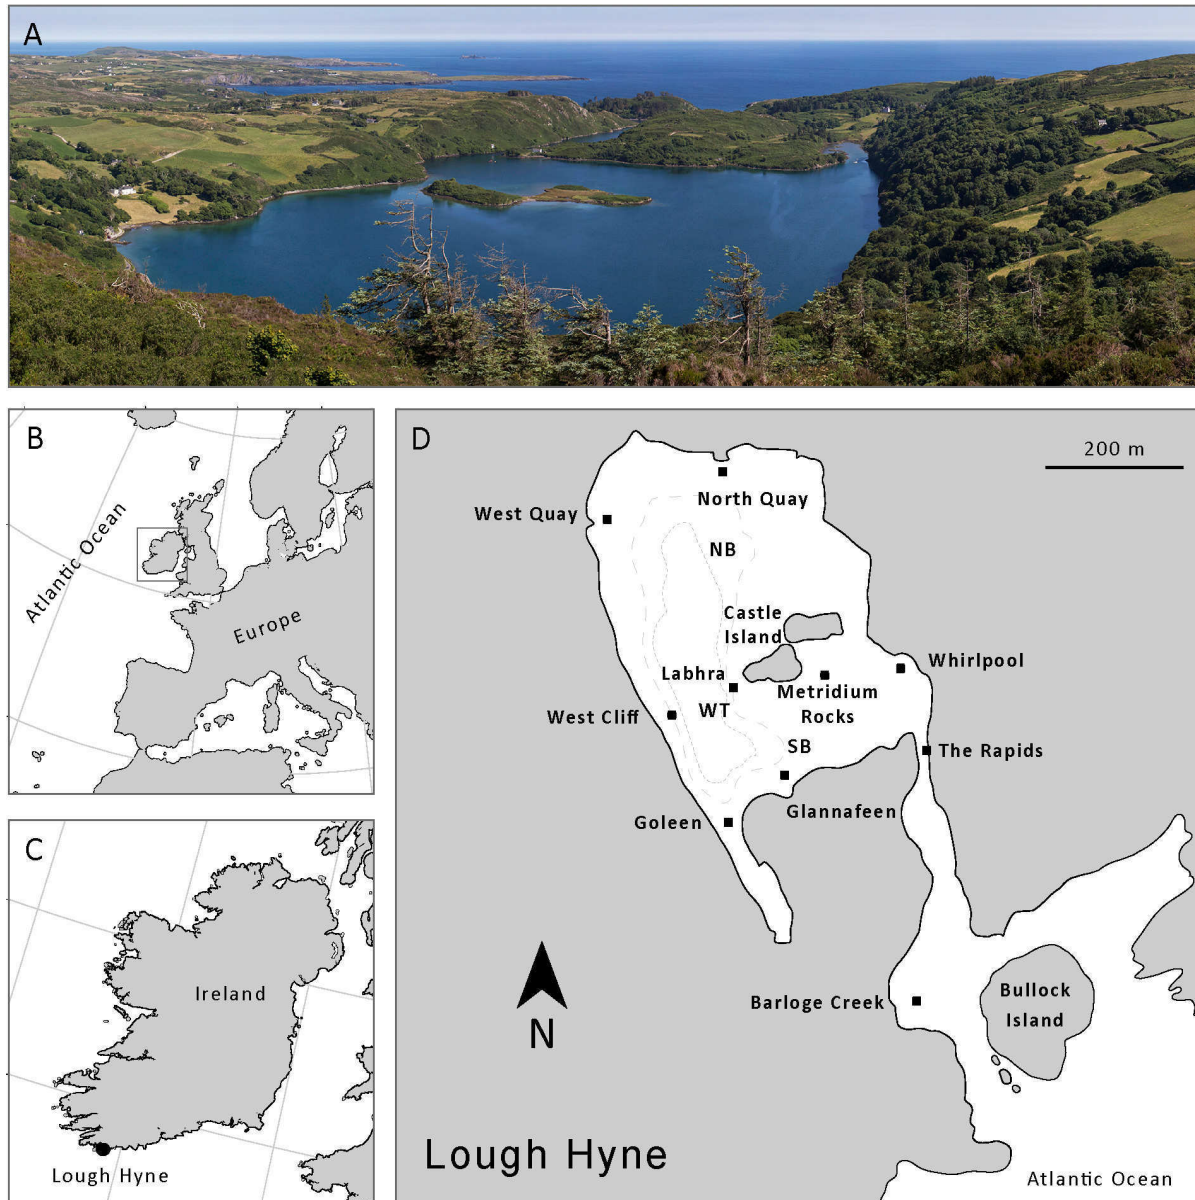 A
B
Atlantic Ocean
Europe
C
Ireland
Lough Hyne
D
200 m
North Quay
West Quay
NB
Castle
Island
Labhra
Whirlpool
Metridium
Rocks
WT
West Cliff
SB
The Rapids
Glannafeen
Goleen
N
Barloge Creek
Bullock
Island
Lough Hyne
Atlantic Ocean